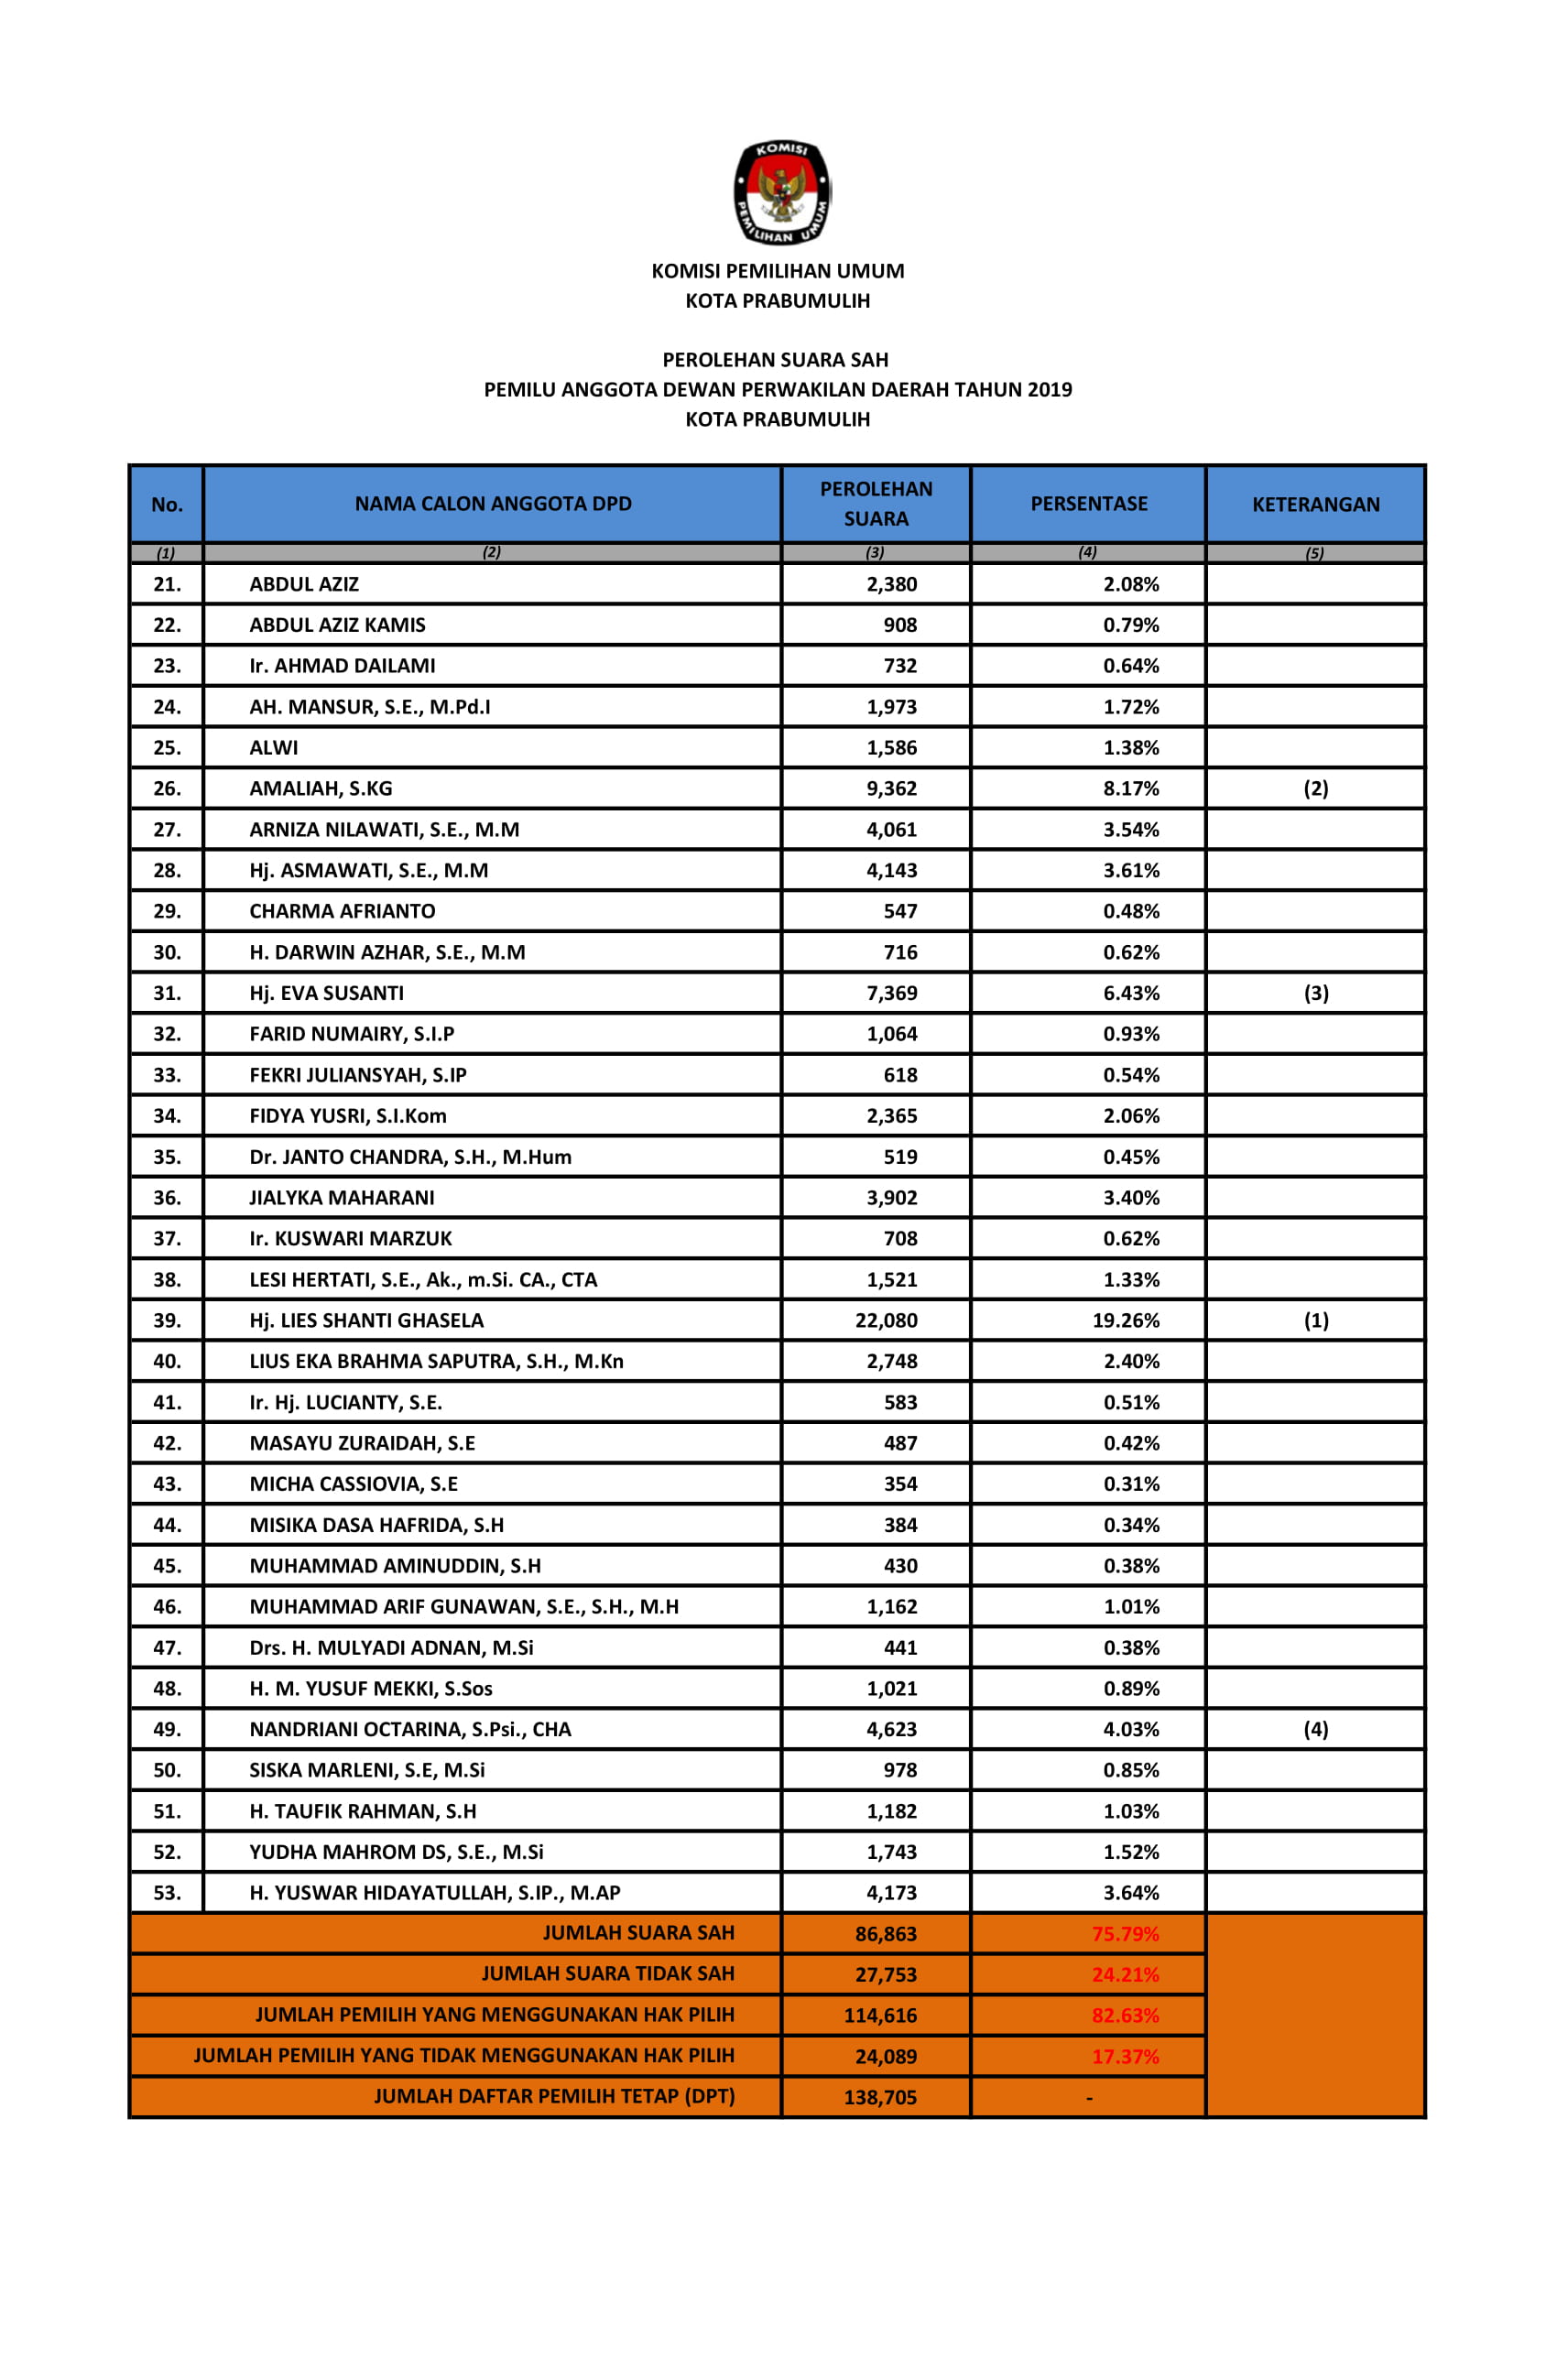 KOMISI
PEMILIHAN UMUM
KOMISI PEMILIHAN UMUM
KOTA PRABUMULIH
PEROLEHAN SUARA SAH
PEMILU ANGGOTA DEWAN PERWAKILAN DAERAH TAHUN 2019
KOTA PRABUMULIH
No. NAMA CALON ANGGOTA DPD PEROLEHAN SUARA PERSENTASE KETERANGAN
(1) (2) (3) (4) (5)
21. ABDUL AZIZ 2,380 2.08%
22. ABDUL AZIZ KAMIS 908 0.79%
23. Ir. AHMAD DAILAMI 732 0.64%
24. AH. MANSUR, S.E., M.Pd.I 1,973 1.72%
25. ALWI 1,586 1.38%
26. AMALIAH, S.KG 9,362 8.17% (2)
27. ARNIZA NILAWATI, S.E., M.M 4,061 3.54%
28. Hj. ASMAWATI, S.E., M.M 4,143 3.61%
29. CHARMA AFRIANTO 547 0.48%
30. H. DARWIN AZHAR, S.E., M.M 716 0.62%
31. Hj. EVA SUSANTI 7,369 6.43% (3)
32. FARID NUMAIRY, S.I.P 1,064 0.93%
33. FEKRI JULIANSYAH, S.IP 618 0.54%
34. FIDYA YUSRI, S.I.Kom 2,365 2.06%
35. Dr. JANTO CHANDRA, S.H., M.Hum 519 0.45%
36. JIALYKA MAHARANI 3,902 3.40%
37. Ir. KUSWARI MARZUK 708 0.62%
38. LESI HERTATI, S.E., Ak., m.Si. CA., CTA 1,521 1.33%
39. Hj. LIES SHANTI GHASELA 22,080 19.26% (1)
40. LIUS EKA BRAHMA SAPUTRA, S.H., M.Kn 2,748 2.40%
41. Ir. Hj. LUCIANTY, S.E. 583 0.51%
42. MASAYU ZURAIDAH, S.E 487 0.42%
43. MICHA CASSIOVIA, S.E 354 0.31%
44. MISIKA DASA HAFRIDA, S.H 384 0.34%
45. MUHAMMAD AMINUDDIN, S.H 430 0.38%
46. MUHAMMAD ARIF GUNAWAN, S.E., S.H., M.H 1,162 1.01%
47. Drs. H. MULYADI ADNAN, M.Si 441 0.38%
48. H. M. YUSUF MEKKI, S.Sos 1,021 0.89%
49. NANDRIANI OCTARINA, S.Psi., CHA 4,623 4.03% (4)
50. SISKA MARLENI, S.E, M.Si 978 0.85%
51. H. TAUFIK RAHMAN, S.H 1,182 1.03%
52. YUDHA MAHROM DS, S.E., M.Si 1,743 1.52%
53. H. YUSWAR HIDAYATULLAH, S.IP., M.AP 4,173 3.64%
JUMLAH SUARA SAH 86,863 75.79%
JUMLAH SUARA TIDAK SAH 27,753 24.21%
JUMLAH PEMILIH YANG MENGGUNAKAN HAK PILIH 114,616 82.63%
JUMLAH PEMILIH YANG TIDAK MENGGUNAKAN HAK PILIH 24,089 17.37%
JUMLAH DAFTAR PEMILIH TETAP (DPT) 138,705 -